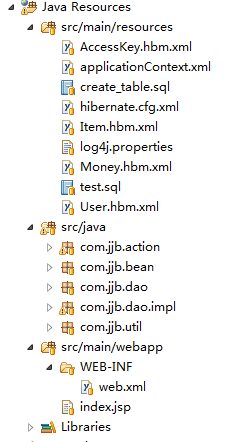 Java Resources
src/main/resources
AccessKey.hbm.xml
applicationContext.xml
create_table.sql
hibernate.cfg.xml
Item.hbm.xml
log4j.properties
Money.hbm.xml
test.sql
User.hbm.xml
src/java
com.jjb.action
com.jjb.bean
com.jjb.dao
com.jjb.dao.impl
com.jjb.util
src/main/webapp
WEB-INF
web.xml
index.jsp
Libraries